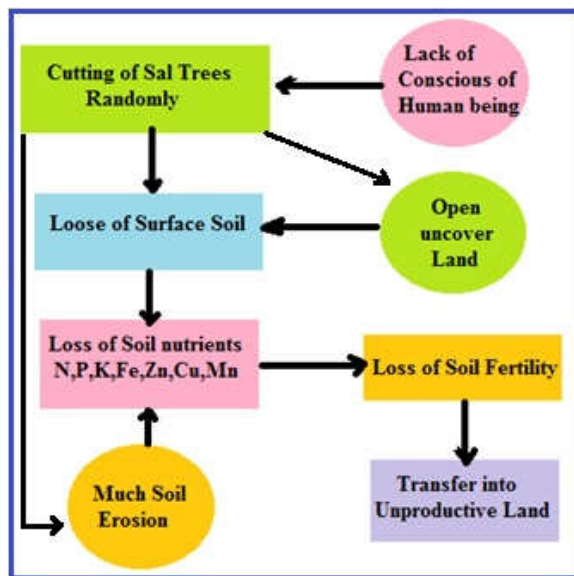 Cutting of Sal Trees
Randomly
Lack of
Conscious of
Human being
Loose of Surface Soil
Open
uncover
Land
Loss of Soil nutrients
N,P,K,Fe,Zn,Cu,Mn
Loss of Soil Fertility
Much Soil
Erosion
Transfer into
Unproductive Land